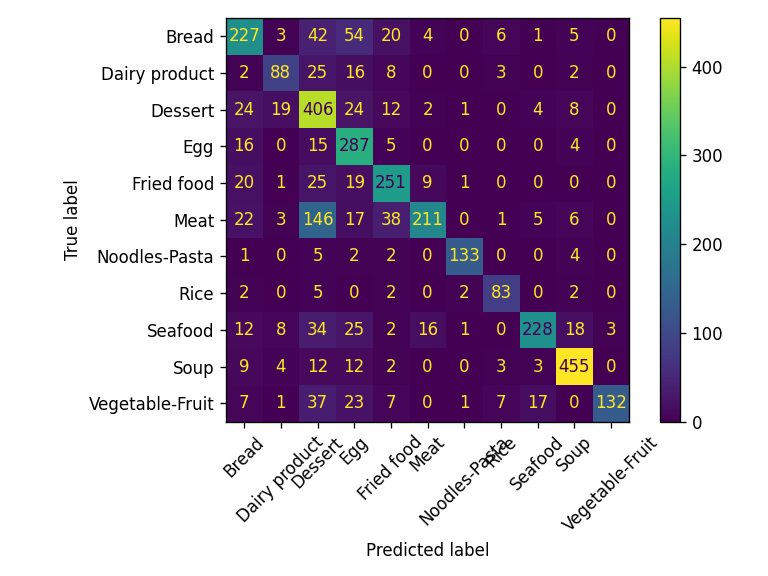 Bread 227 3 42 54 20 4 0 6 1 5 0
Dairy product 2 88 25 16 8 0 0 3 0 2 0
Dessert 24 19 406 24 12 2 1 0 4 8 0
Egg 16 0 15 287 5 0 0 0 0 4 0
Fried food 20 1 25 19 251 9 1 0 0 0 0
Meat 22 3 146 17 38 211 0 1 5 6 0
Noodles-Pasta 1 0 5 2 2 0 133 0 0 4 0
Rice 2 0 5 0 2 0 2 83 0 2 0
Seafood 12 8 34 25 2 16 1 0 228 18 3
Soup 9 4 12 12 2 0 0 3 3 455 0
Vegetable-Fruit 7 1 37 23 7 0 1 7 17 0 132
True label
Bread
Dairy product
Dessert
Egg
Fried food
Meat
Noodles-Pasta
Rice
Seafood
Soup
Vegetable-Fruit
Predicted label
400
300
200
100
0